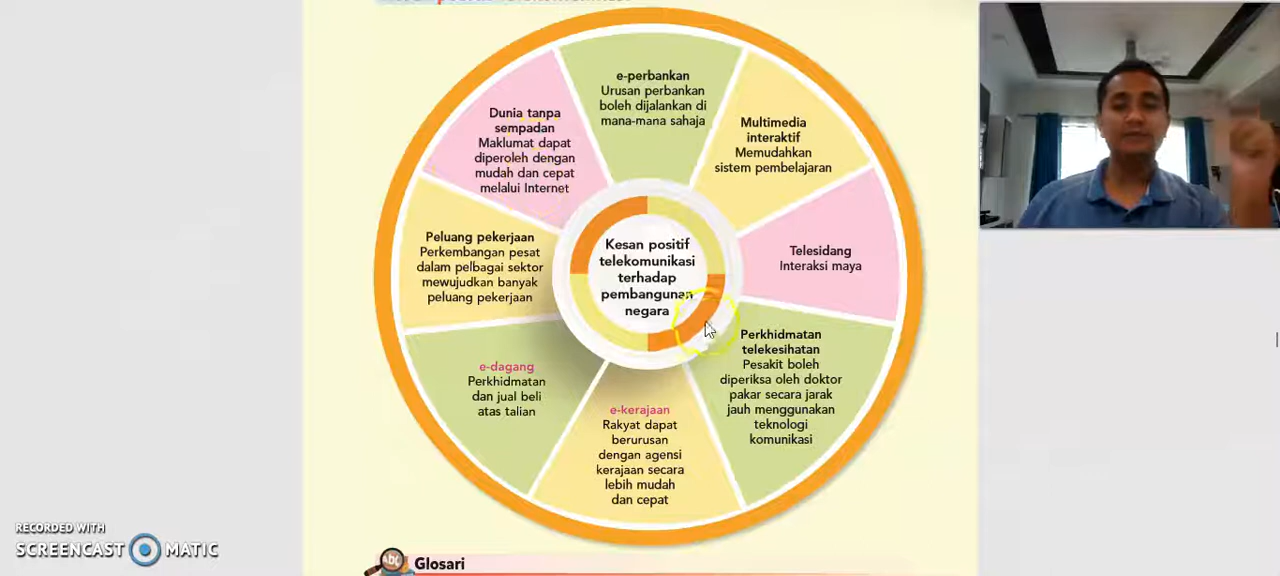 e-perbankan
Urusan perbankan
boleh dijalankan di
mana-mana sahaja
Multimedia
interaktif
Memudahkan
sistem pembelajaran
Telesidang
Interaksi maya
Perkhidmatan
telekesihatan
Pesakit boleh
diperiksa oleh doktor
pakar secara jarak
jauh menggunakan
teknologi
komunikasi
e-kerajaan
Rakyat dapat
berurusan
dengan agensi
kerajaan secara
lebih mudah
dan cepat
e-dagang
Perkhidmatan
dan jual beli
atas talian
Peluang pekerjaan
Perkembangan pesat
dalam pelbagai sektor
mewujudkan banyak
peluang pekerjaan
Dunia tanpa
sempadan
Maklumat dapat
diperoleh dengan
mudah dan cepat
melalui Internet
Kesan positif
telekomunikasi
terhadap
pembangunan
negara
RECORDED WITH
SCREENCAST MATIC
ABC
Glosari